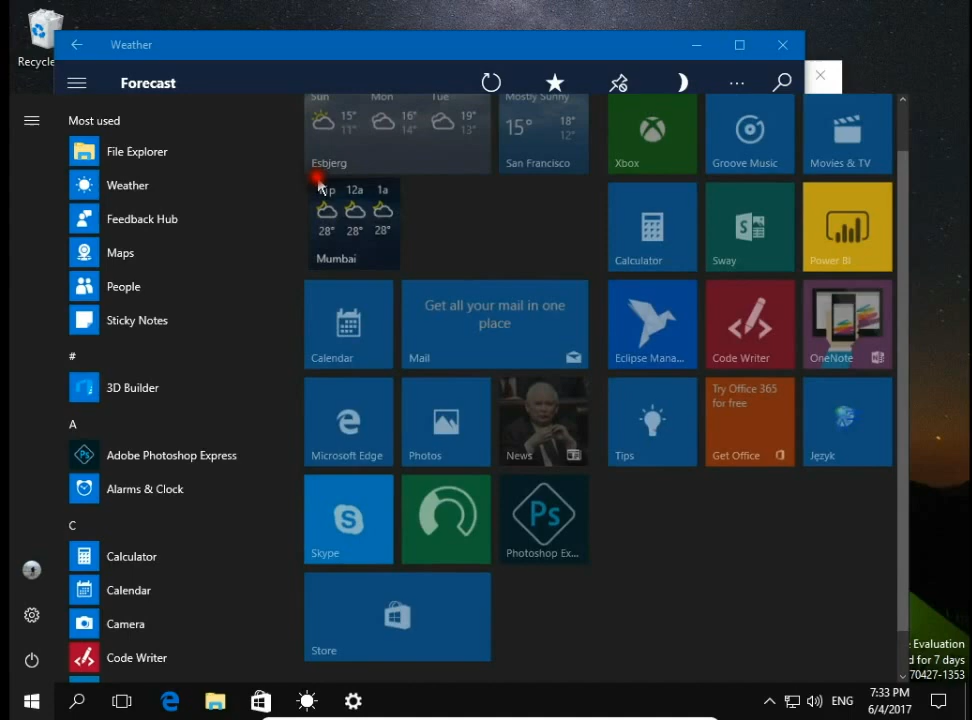 Recycle
Weather
Forecast
Most used
File Explorer
Weather
Feedback Hub
Maps
People
Sticky Notes
#
3D Builder
A
Adobe Photoshop Express
Alarms & Clock
C
Calculator
Calendar
Camera
Code Writer
Sun Mon Tue
15° 16° 19°
11° 14° 13°
Esbjerg
Mostly Sunny
15° 18°
12°
San Francisco
12a 1a
28° 28° 28°
Mumbai
Calendar
Get all your mail in one
place
Mail
Microsoft Edge
Photos
News
Skype
Ps
Photoshop Ex...
Store
Xbox
Groove Music
Movies & TV
Calculator
Sway
Power BI
Eclipse Mana...
Code Writer
OneNote
Tips
Try Office 365
for free
Get Office
Język
Evaluation
d for 7 days
70427-1353
ENG
7:33 PM
6/4/2017